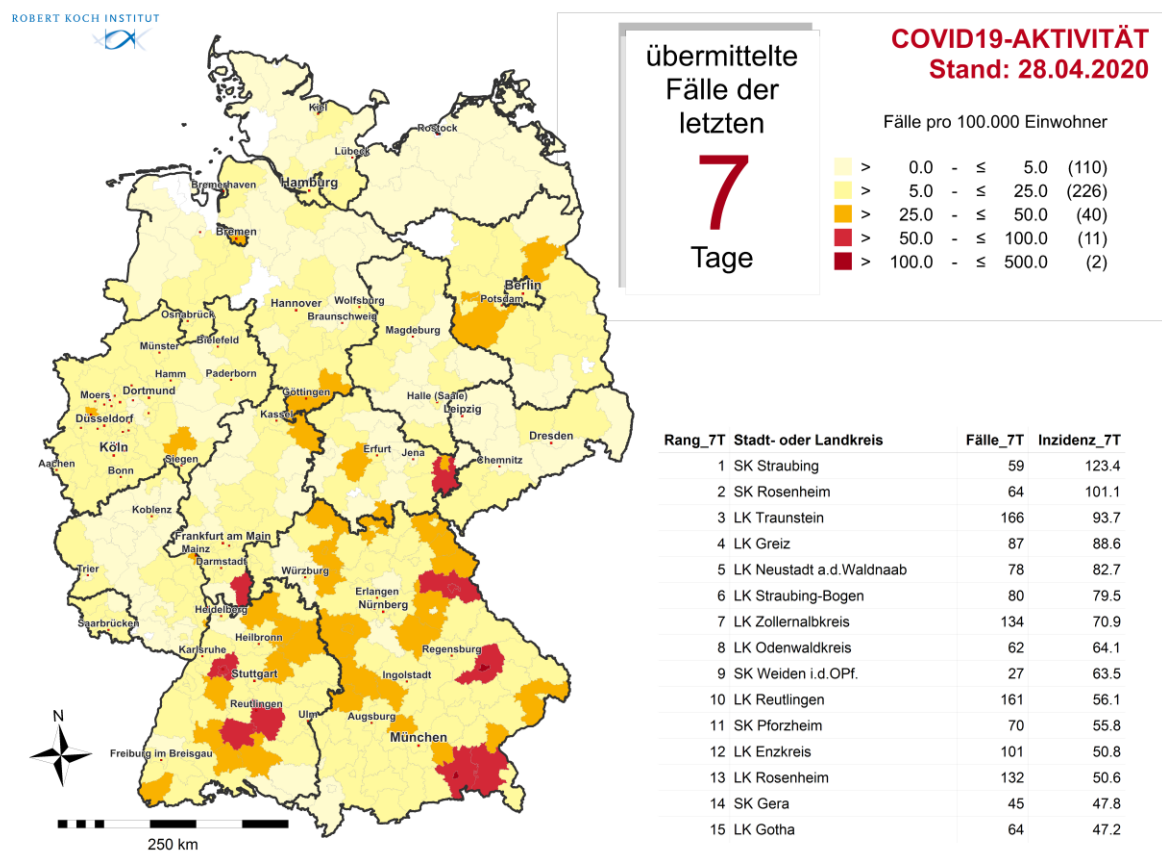 ROBERT KOCH INSTITUT
übermittelte
Fälle der
letzten
7
Tage
COVID19-AKTIVITÄT
Stand: 28.04.2020
Fälle pro 100.000 Einwohner
> 0.0 - ≤ 5.0 (110)
> 5.0 - ≤ 25.0 (226)
> 25.0 - ≤ 50.0 (40)
> 50.0 - ≤ 100.0 (11)
> 100.0 - ≤ 500.0 (2)
Kiel
Rostock
Lübeck
Bremerhaven
Hamburg
Bremen
Berlin
Potsdam
Hannover
Wolfsburg
Braunschweig
Osnabrück
Magdeburg
Münster
Bielefeld
Hamm
Paderborn
Göttingen
Moers
Dortmund
Halle (Saale)
Leipzig
Düsseldorf
Kassel
Köln
Erfurt
Jena
Dresden
Aachen
Bonn
Siegen
Chemnitz
Koblenz
Frankfurt am Main
Mainz
Darmstadt
Trier
Würzburg
Erlangen
Nürnberg
Heidelberg
Saarbrücken
Heilbronn
Karlsruhe
Regensburg
Stuttgart
Ingolstadt
Reutlingen
Ulm
Augsburg
München
Freiburg im Breisgau
N
250 km
Rang_7T Stadt- oder Landkreis Fälle_7T Inzidenz_7T
1 SK Straubing 59 123.4
2 SK Rosenheim 64 101.1
3 LK Traunstein 166 93.7
4 LK Greiz 87 88.6
5 LK Neustadt a.d.Waldnaab 78 82.7
6 LK Straubing-Bogen 80 79.5
7 LK Zollernalbkreis 134 70.9
8 LK Odenwaldkreis 62 64.1
9 SK Weiden i.d.OPf. 27 63.5
10 LK Reutlingen 161 56.1
11 SK Pforzheim 70 55.8
12 LK Enzkreis 101 50.8
13 LK Rosenheim 132 50.6
14 SK Gera 45 47.8
15 LK Gotha 64 47.2